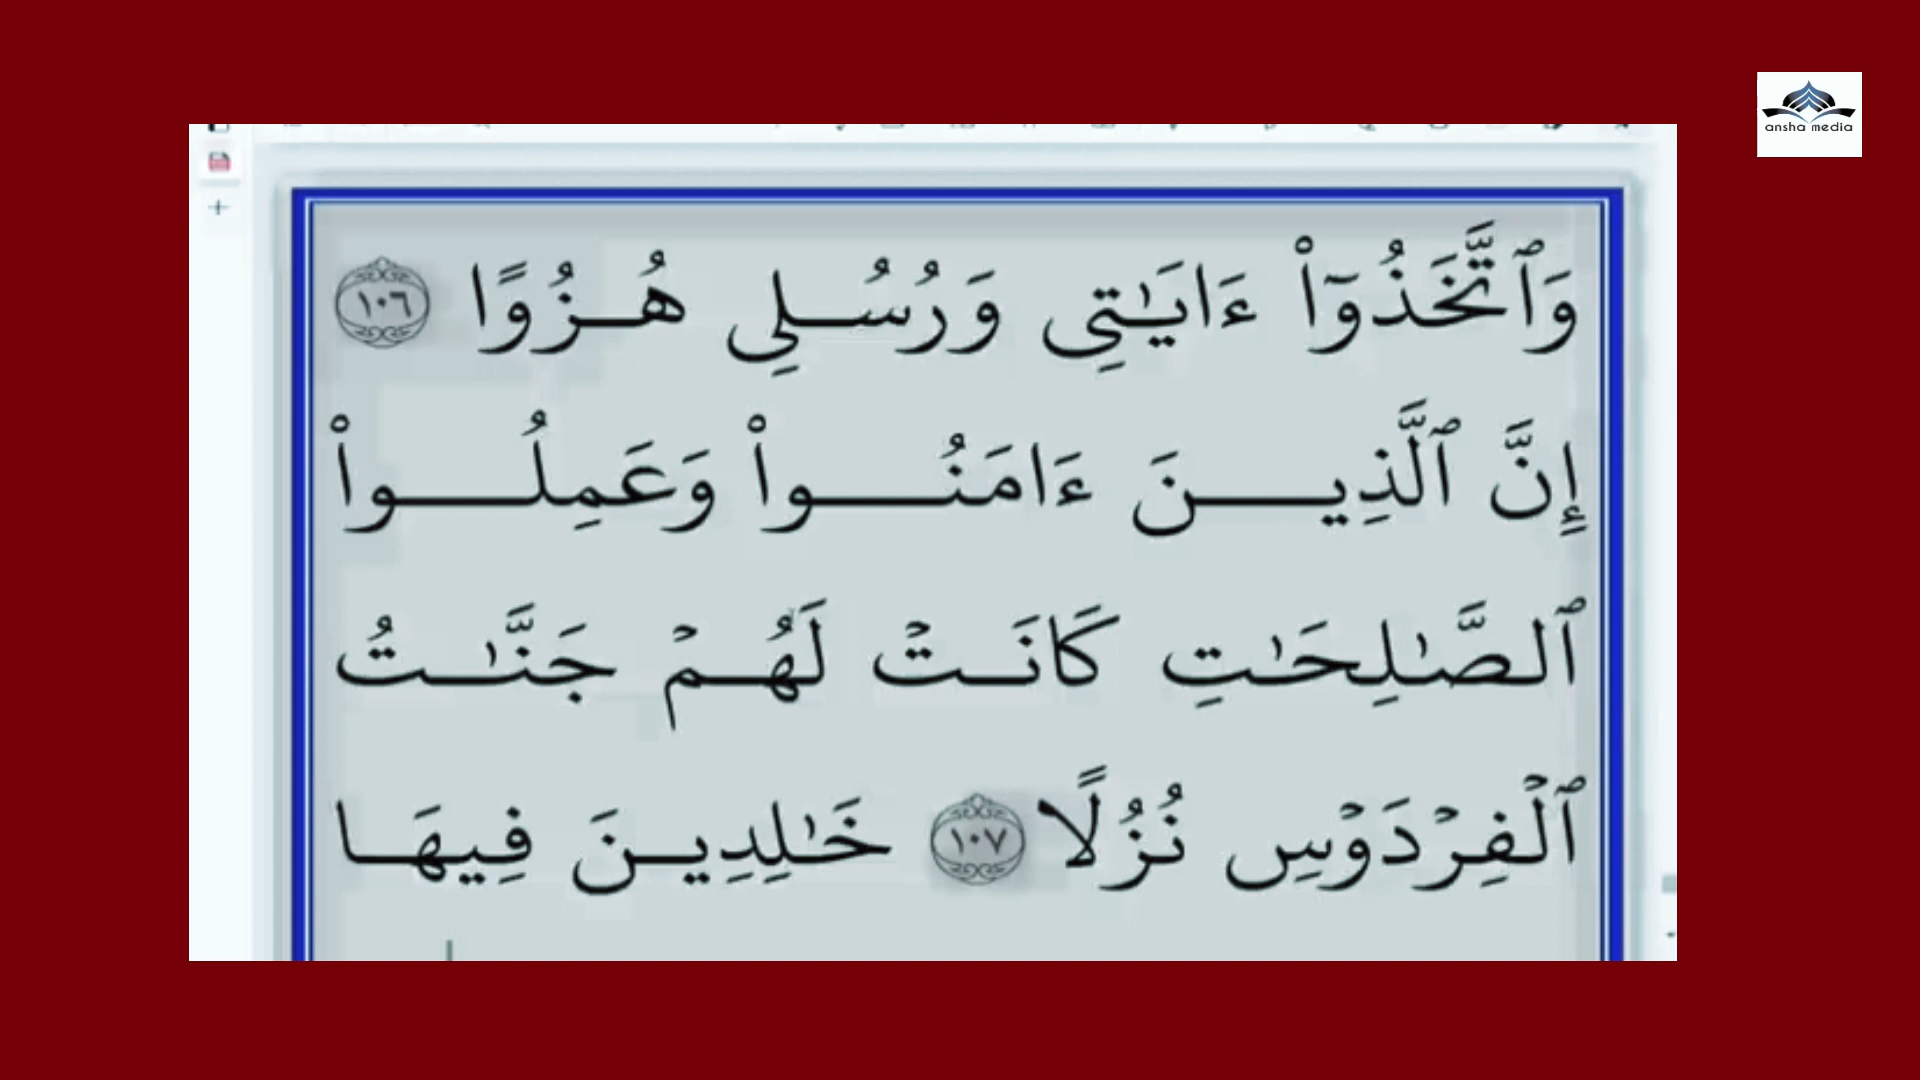 ansha media
وَٱتَّخَذُوٓا۟ ءَايَـٰتِى وَرُسُلِى هُزُوًا ١٠٦
إِنَّ ٱلَّذِينَ ءَامَنُوا۟ وَعَمِلُوا۟
ٱلصَّـٰلِحَـٰتِ كَانَتْ لَهُمْ جَنَّـٰتُ
ٱلْفِرْدَوْسِ نُزُلًا ١٠٧ خَـٰلِدِينَ فِيهَا